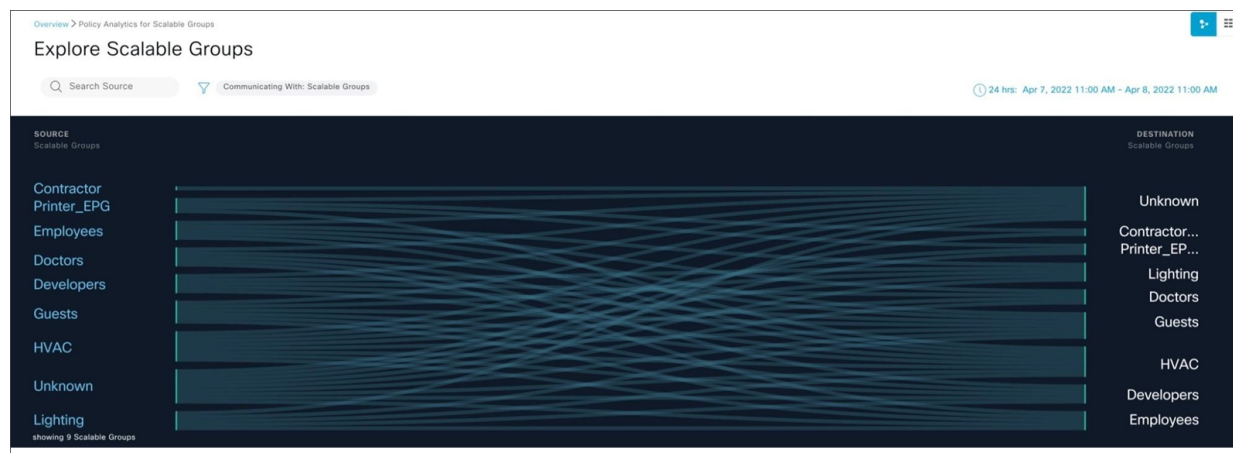 Overview > Policy Analytics for Scalable Groups
Explore Scalable Groups
Search Source
Communicating With: Scalable Groups
24 hrs: Apr 7, 2022 11:00 AM - Apr 8, 2022 11:00 AM
SOURCE
Scalable Groups
DESTINATION
Scalable Groups
Contractor
Printer_EPG
Employees
Doctors
Developers
Guests
HVAC
Unknown
Lighting
showing 9 Scalable Groups
Unknown
Contractor...
Printer_EP...
Lighting
Doctors
Guests
HVAC
Developers
Employees